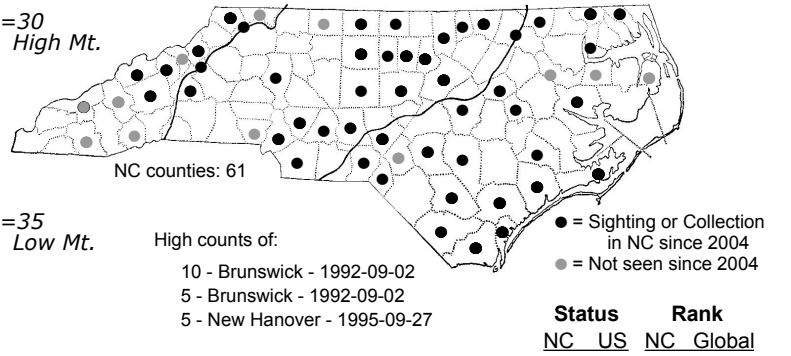 =30
High Mt.
NC counties: 61
=35
Low Mt.
High counts of:
10 - Brunswick - 1992-09-02
5 - Brunswick - 1992-09-02
5 - New Hanover - 1995-09-27
= Sighting or Collection
in NC since 2004
= Not seen since 2004
Status Rank
NC US NC Global